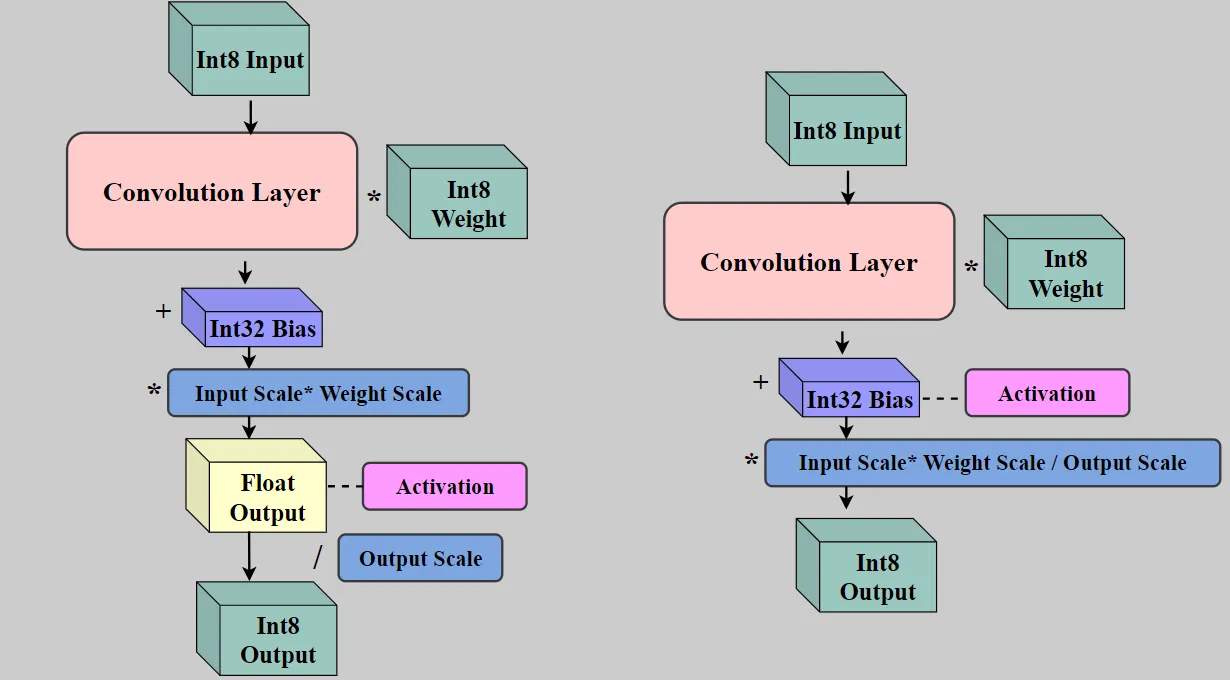 Int8 Input
Convolution Layer
*
Int8
Weight
+
Int32 Bias
*
Input Scale* Weight Scale
Float
Output
Activation
/
Output Scale
Int8
Output
Int8 Input
Convolution Layer
*
Int8
Weight
+
Int32 Bias
Activation
*
Input Scale* Weight Scale / Output Scale
Int8
Output